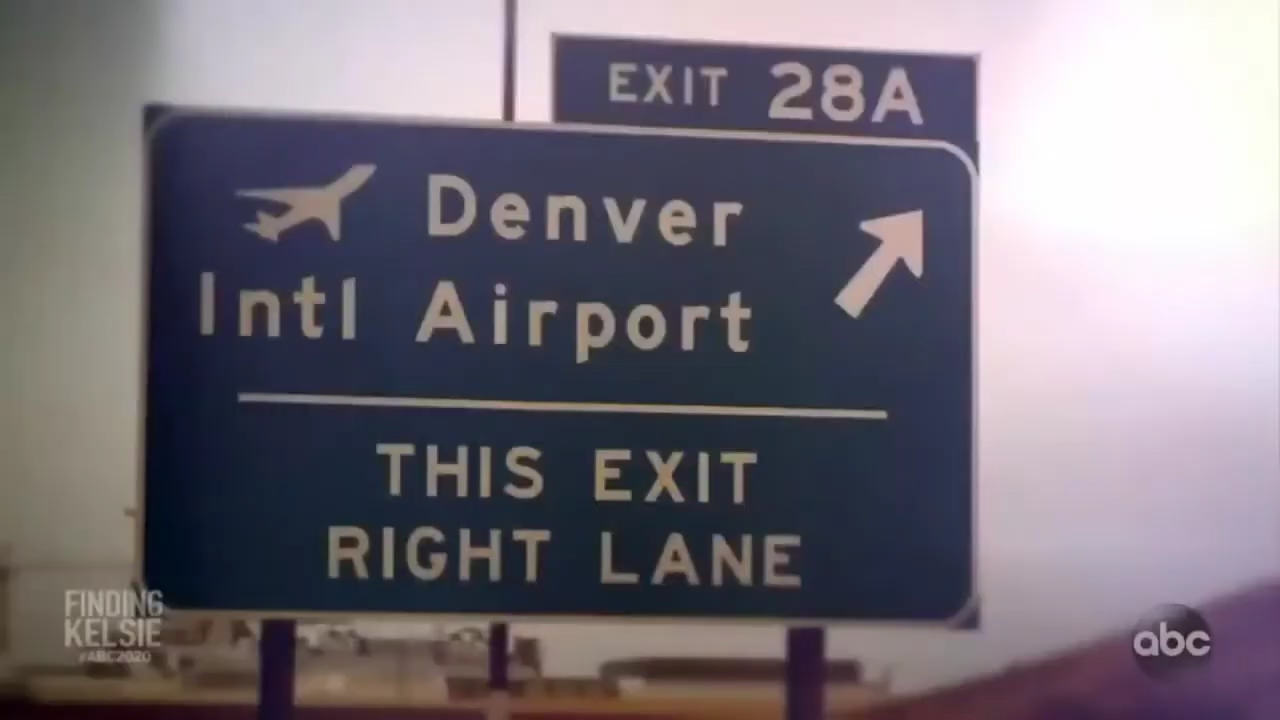 EXIT 28A
Denver
Intl Airport
THIS EXIT
RIGHT LANE
FINDING
KELSIE
#ABC2020
abc